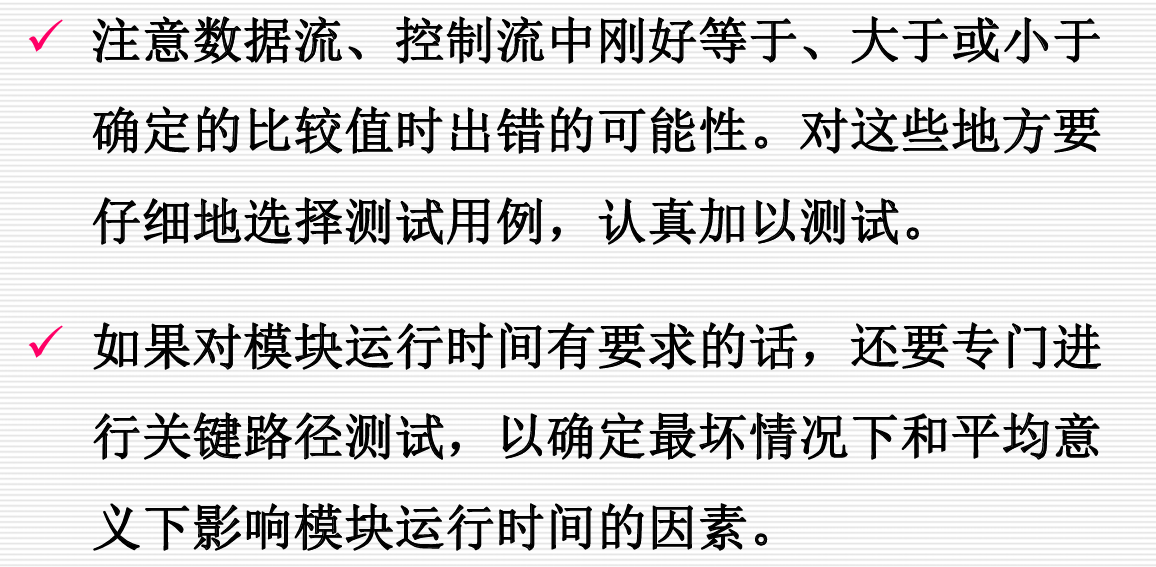 ✓ 注意数据流、控制流中刚好等于、大于或小于
确定的比较值时出错的可能性。对这些地方要
仔细地选择测试用例，认真加以测试。
✓ 如果对模块运行时间有要求的话，还要专门进
行关键路径测试，以确定最坏情况下和平均意
义下影响模块运行时间的因素。